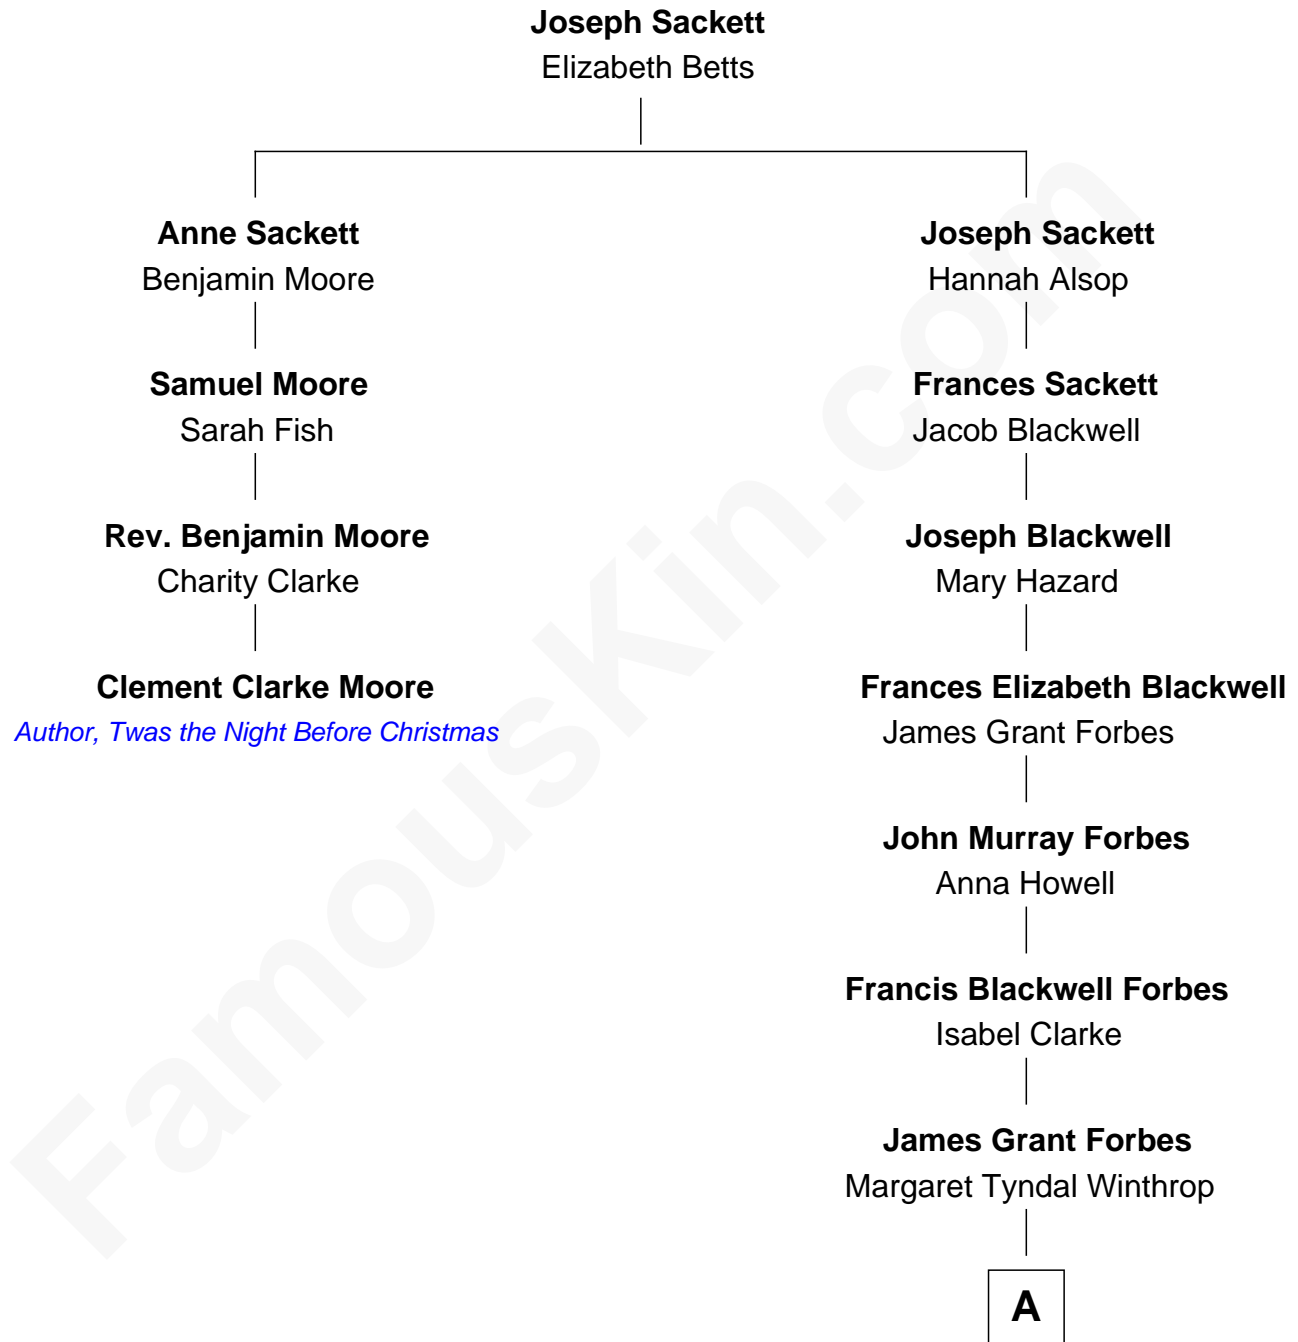 Joseph Sackett
Elizabeth Betts
Anne Sackett
Benjamin Moore
Joseph Sackett
Hannah Alsop
Samuel Moore
Sarah Fish
Frances Sackett
Jacob Blackwell
Rev. Benjamin Moore
Charity Clarke
Joseph Blackwell
Mary Hazard
Clement Clarke Moore
Author, Twas the Night Before Christmas
Frances Elizabeth Blackwell
James Grant Forbes
John Murray Forbes
Anna Howell
Francis Blackwell Forbes
Isabel Clarke
James Grant Forbes
Margaret Tyndal Winthrop
A
FamousKin.com